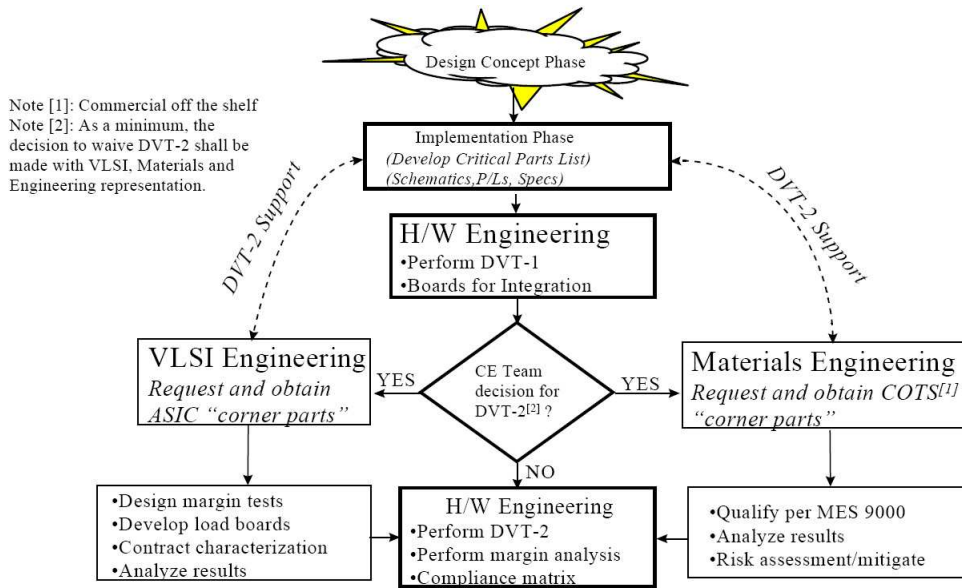 Design Concept Phase
Note [1]: Commercial off the shelf
Note [2]: As a minimum, the
decision to waive DVT-2 shall be
made with VLSI, Materials and
Engineering representation.
Implementation Phase
(Develop Critical Parts List)
(Schematics,P/Ls, Specs)
DVT-2 Support
DVT-2 Support
H/W Engineering
•Perform DVT-1
•Boards for Integration
VLSI Engineering
Request and obtain
ASIC “corner parts”
YES
CE Team
decision for
DVT-2[2] ?
YES
Materials Engineering
Request and obtain COTS[1]
“corner parts”
NO
•Design margin tests
•Develop load boards
•Contract characterization
•Analyze results
H/W Engineering
•Perform DVT-2
•Perform margin analysis
•Compliance matrix
•Qualify per MES 9000
•Analyze results
•Risk assessment/mitigate